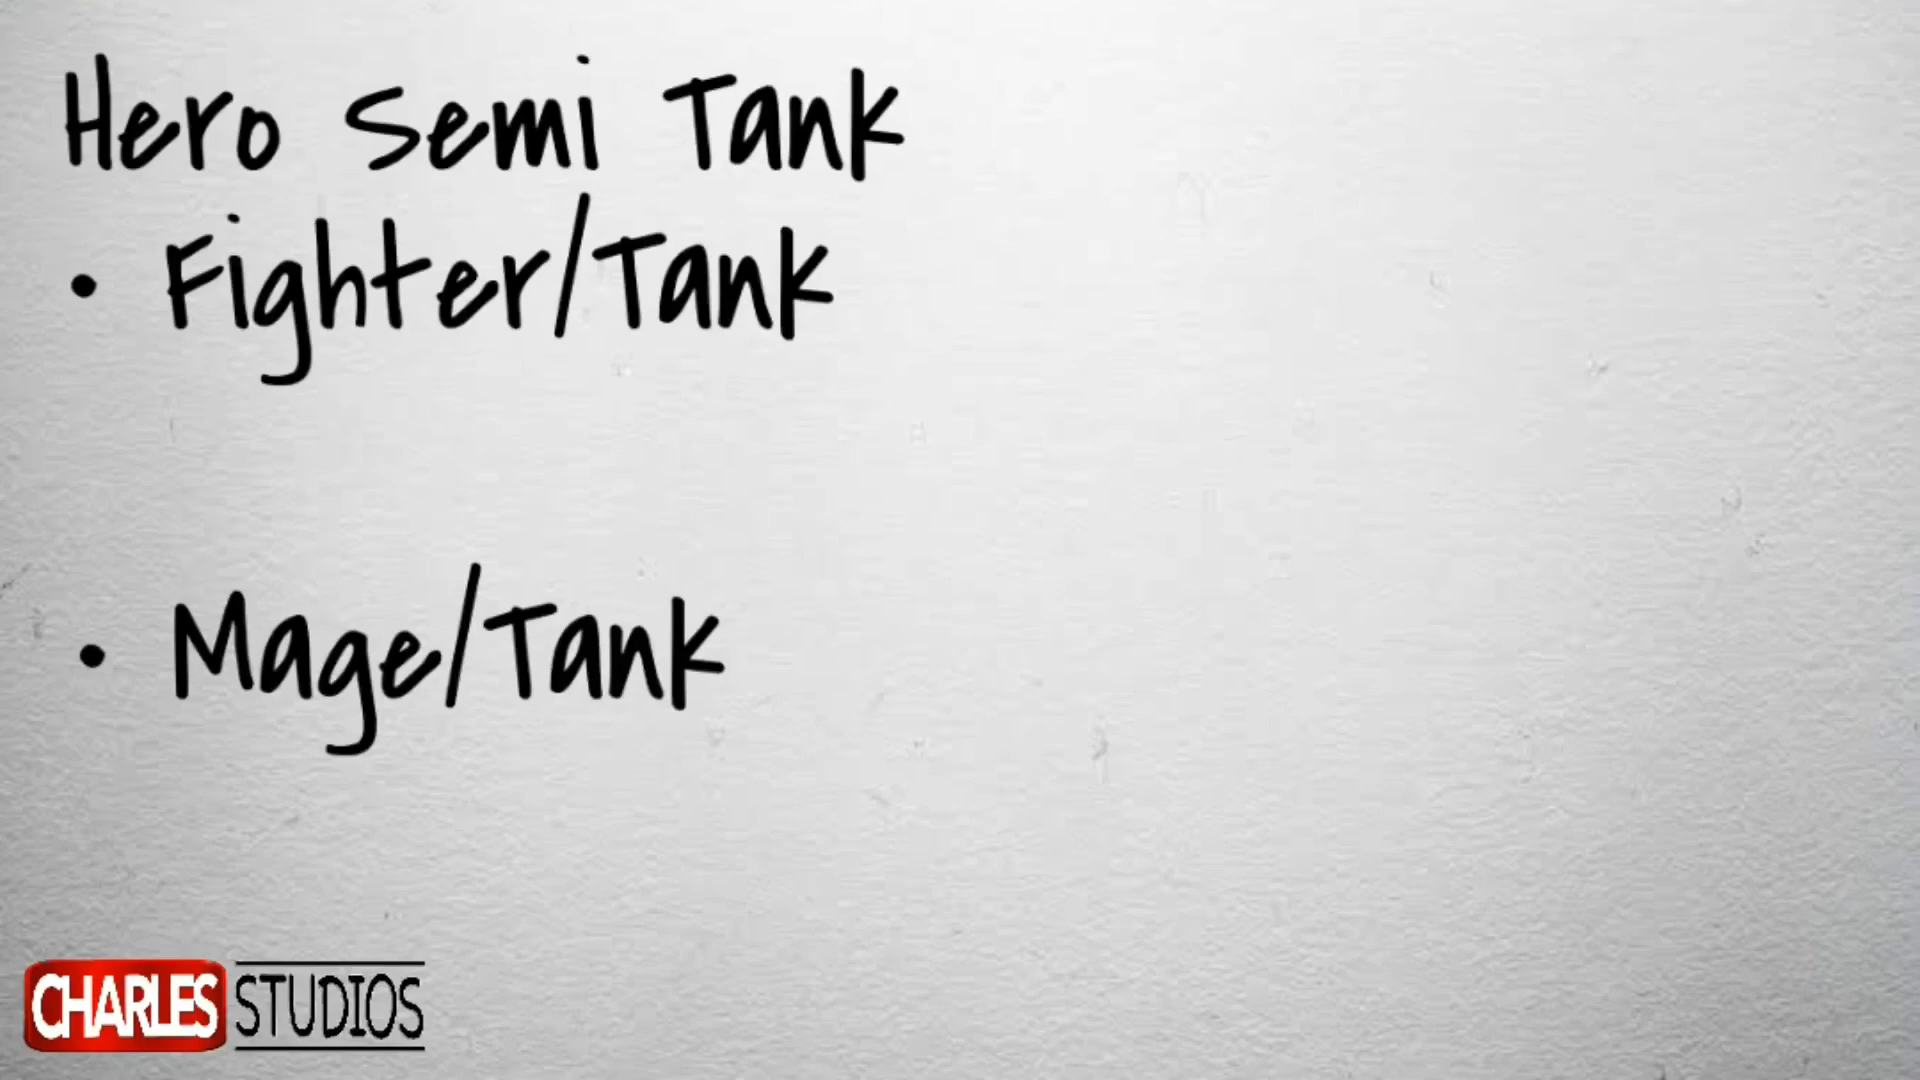 Hero Semi Tank
• Fighter/Tank
• Mage/Tank
CHARLES STUDIOS